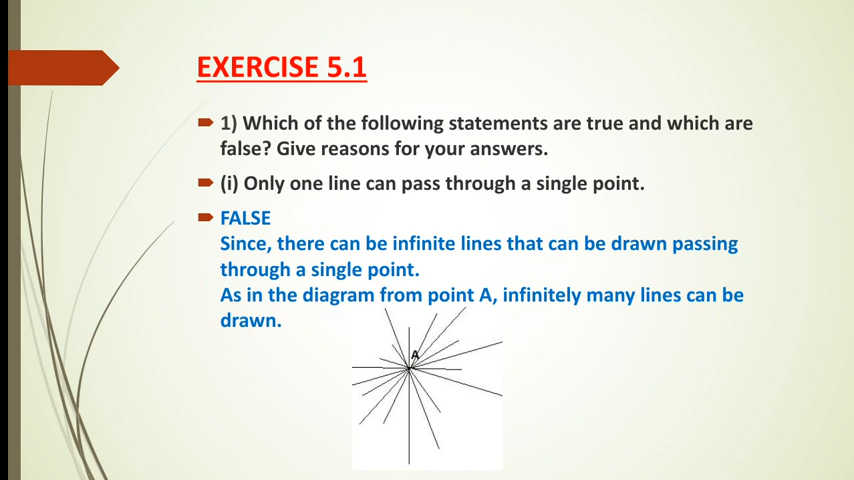 EXERCISE 5.1
1) Which of the following statements are true and which are
false? Give reasons for your answers.
(i) Only one line can pass through a single point.
FALSE
Since, there can be infinite lines that can be drawn passing
through a single point.
As in the diagram from point A, infinitely many lines can be
drawn.
A